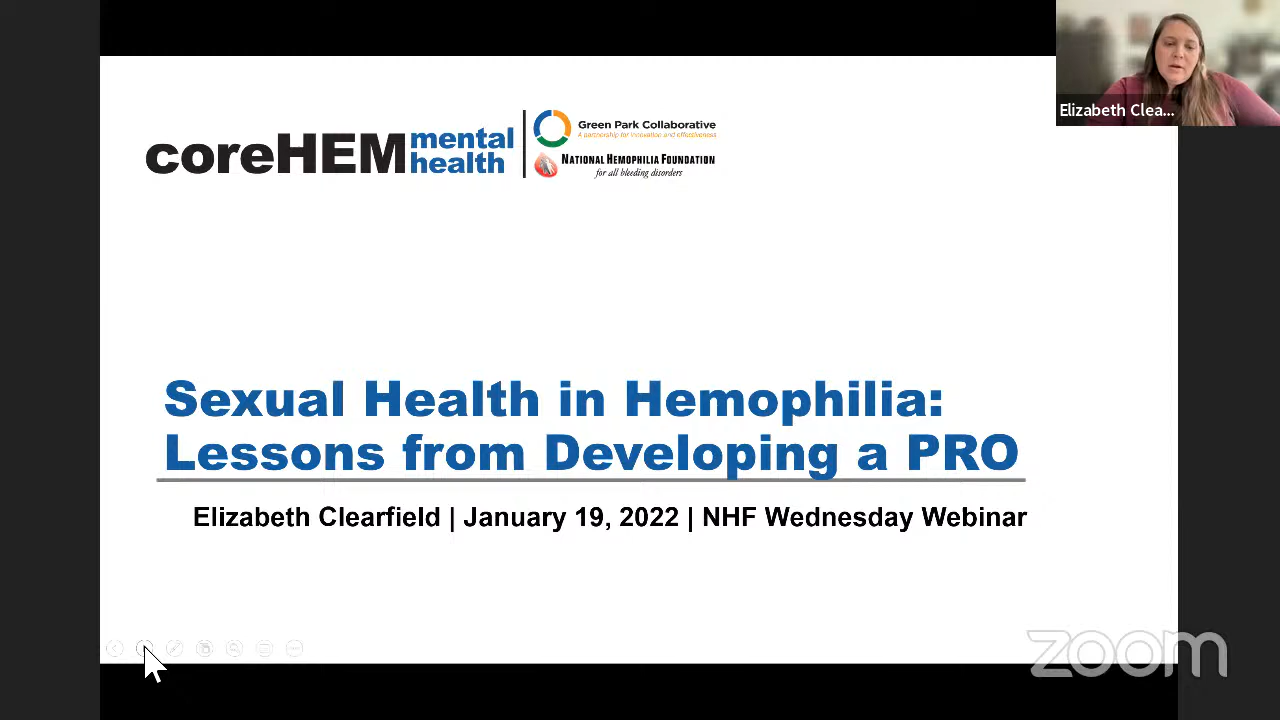 coreHEM mental health
Green Park Collaborative
A partnership for innovation and effectiveness
NATIONAL HEMOPHILIA FOUNDATION
for all bleeding disorders
Elizabeth Clea...
Sexual Health in Hemophilia:
Lessons from Developing a PRO
Elizabeth Clearfield | January 19, 2022 | NHF Wednesday Webinar
zoom